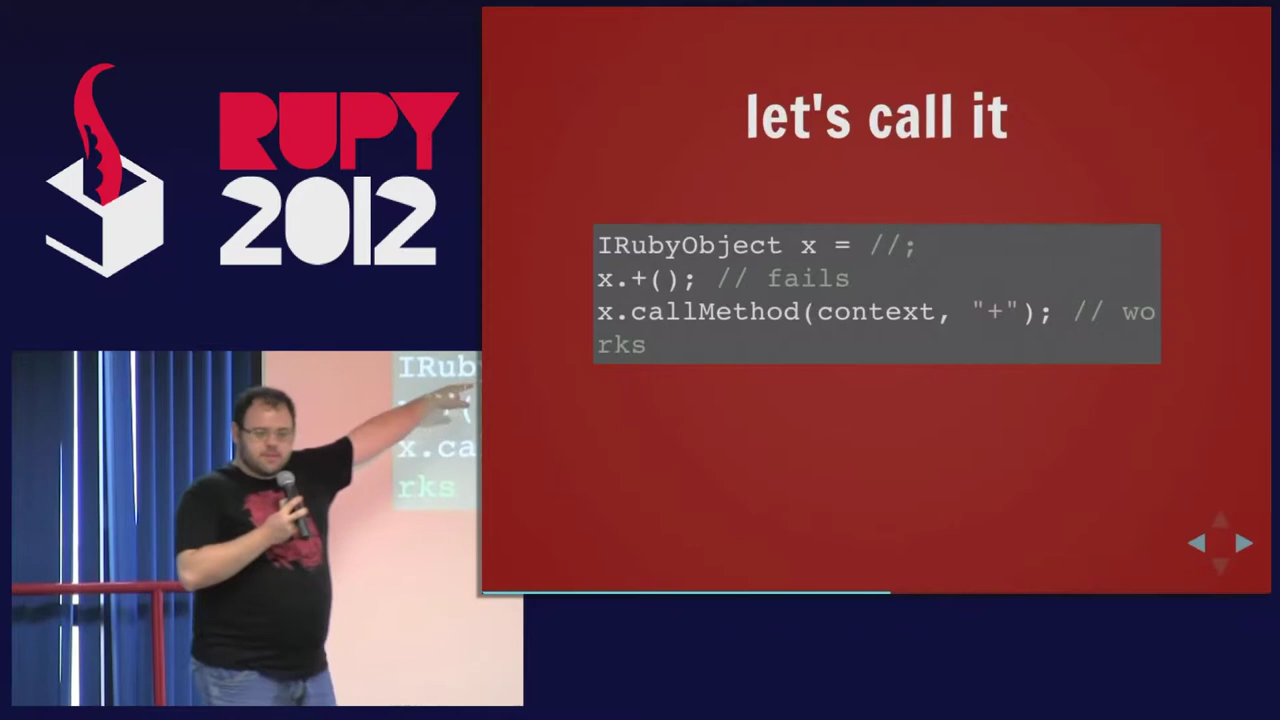 RUPY
2012
let's call it
IRubyObject x = //;
x.+(); // fails
x.callMethod(context, "+"); // wo
rks
IRub
x.ca
rks